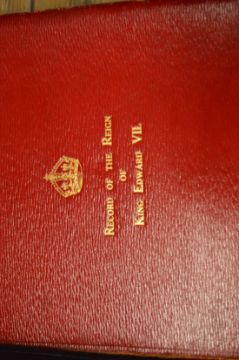 RECORD OF THE REIGN
OF
KING EDWARD VII.